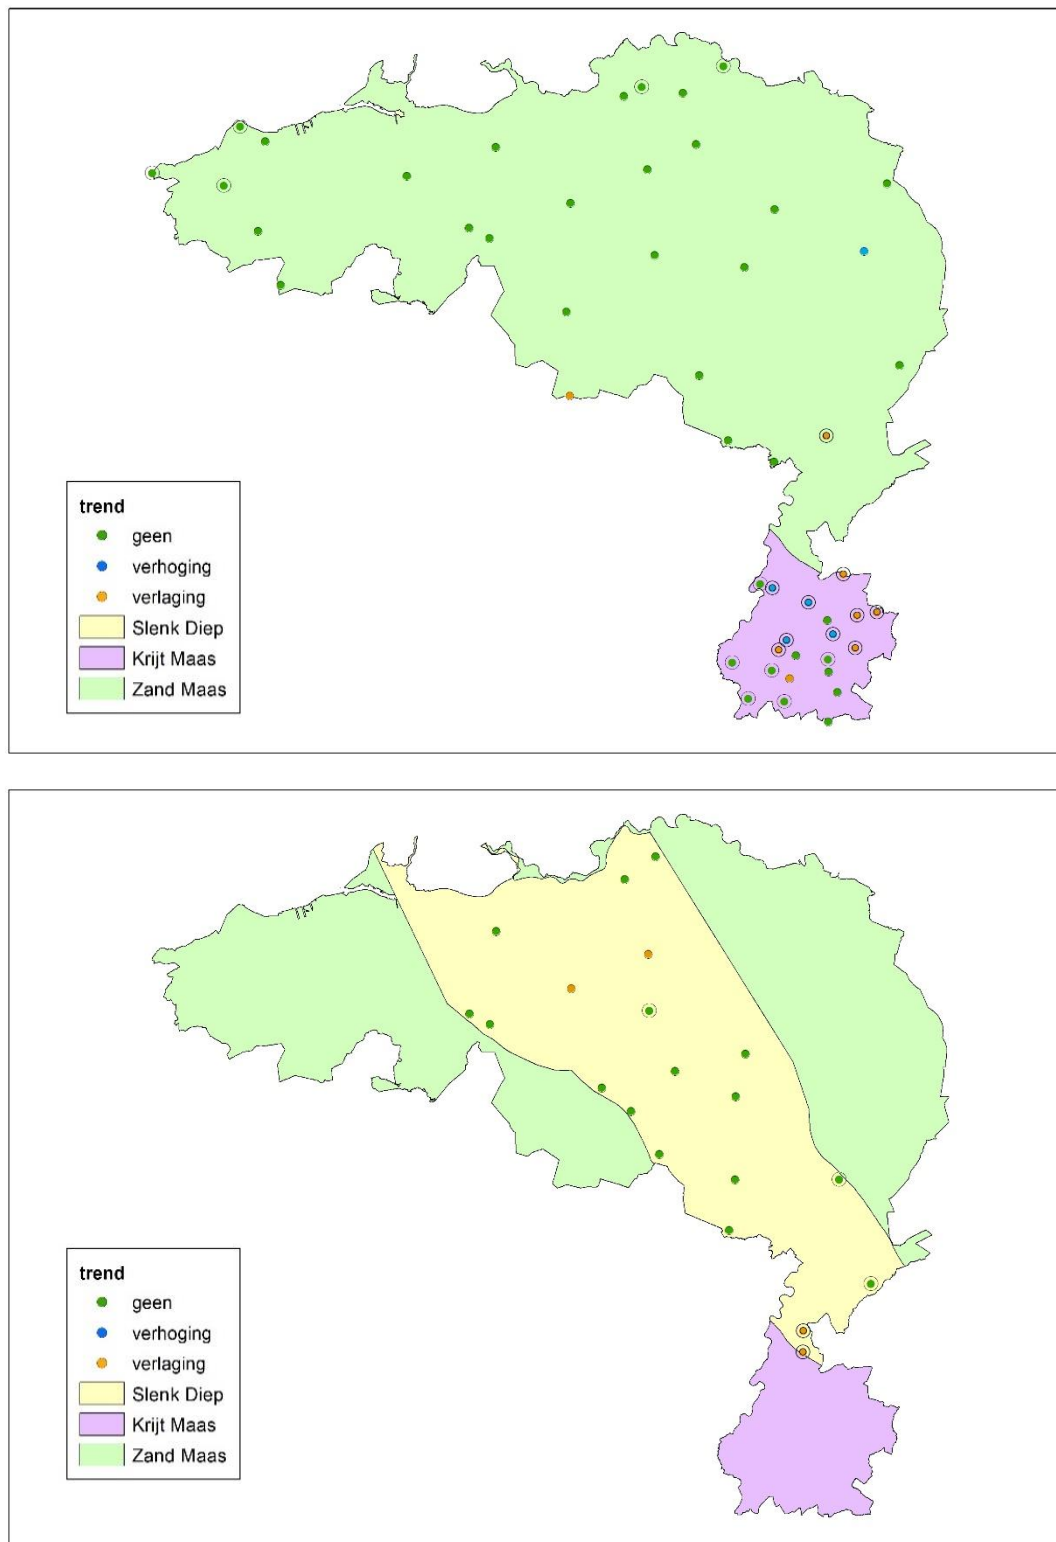 trend
geen
verhoging
verlaging
Slenk Diep
Krijt Maas
Zand Maas
trend
geen
verhoging
verlaging
Slenk Diep
Krijt Maas
Zand Maas